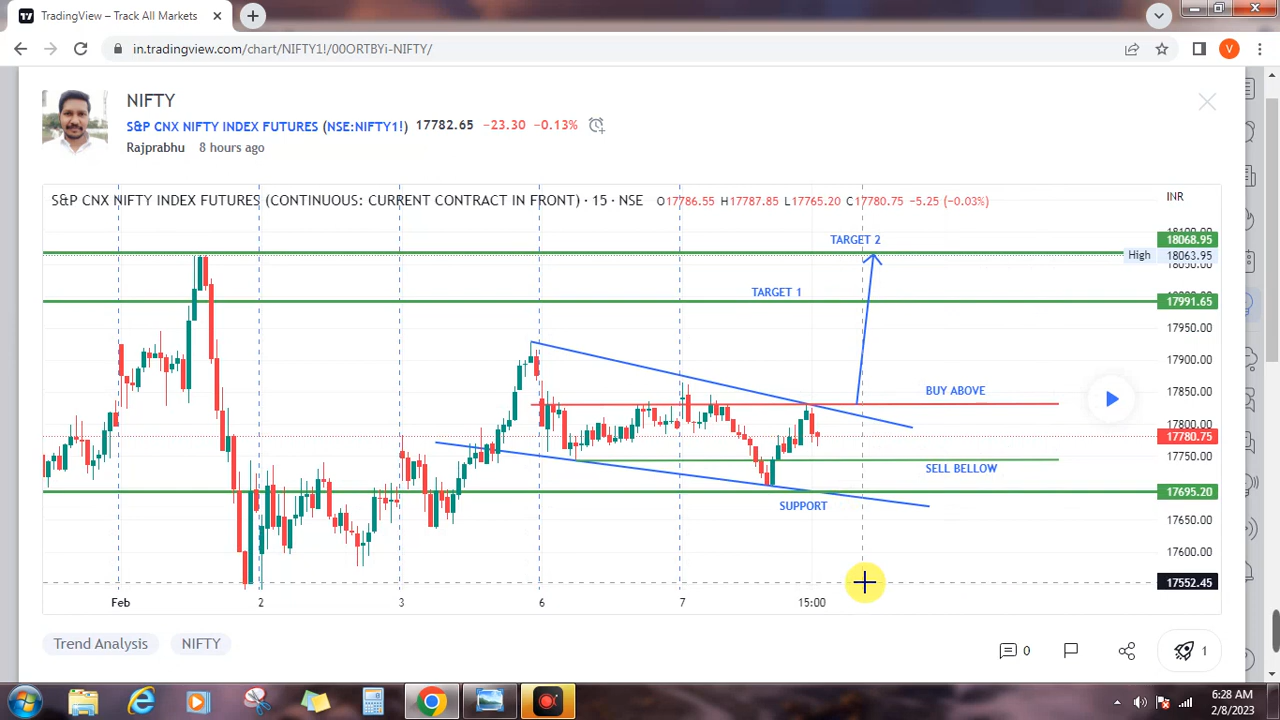 TradingView – Track All Markets
in.tradingview.com/chart/NIFTY1!/00ORTBYi-NIFTY/
V
NIFTY
S&P CNX NIFTY INDEX FUTURES (NSE:NIFTY1!) 17782.65 −23.30 −0.13%
Rajprabhu 8 hours ago
S&P CNX NIFTY INDEX FUTURES (CONTINUOUS: CURRENT CONTRACT IN FRONT) · 15 · NSE O17786.55 H17787.85 L17765.20 C17780.75 −5.25 (−0.03%)
INR
TARGET 2
18068.95
High 18063.95
TARGET 1
17991.65
17950.00
17900.00
BUY ABOVE
17850.00
17800.00
17780.75
17750.00
SELL BELLOW
17695.20
SUPPORT
17650.00
17600.00
17552.45
Feb 2 3 6 7 15:00
Trend Analysis NIFTY
0 1
6:28 AM
2/8/2023